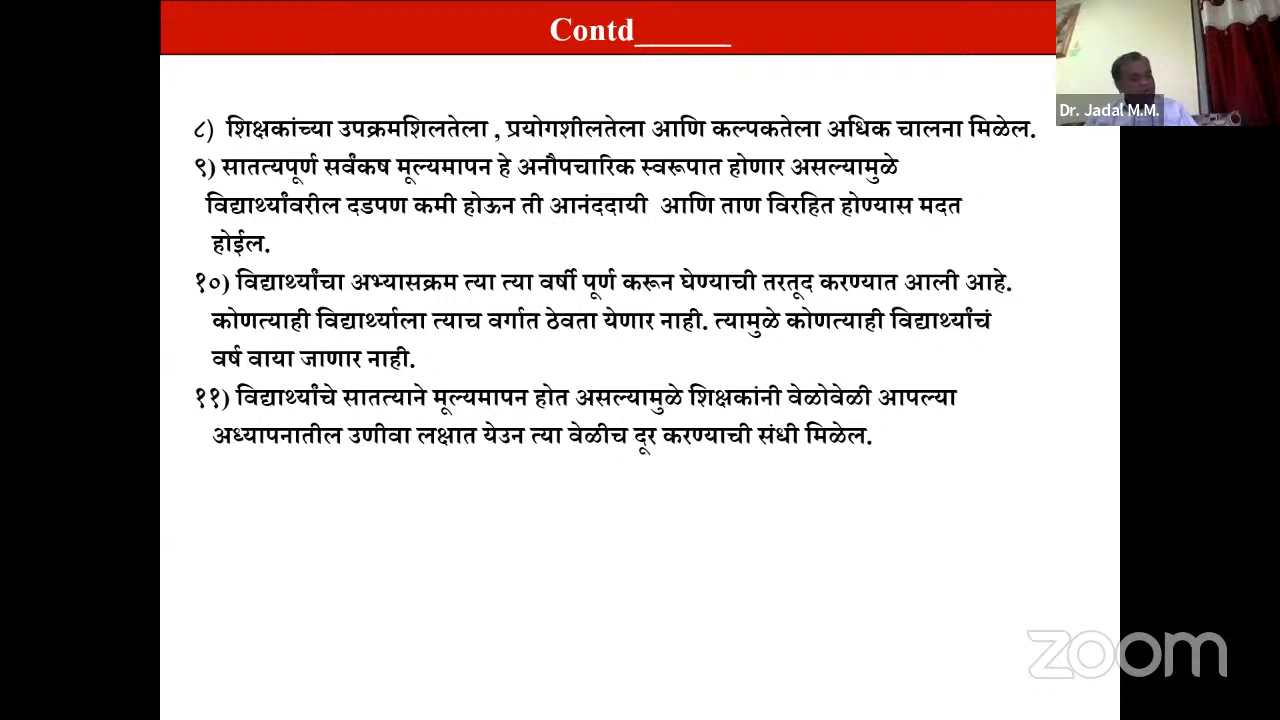 Contd______
Dr. Jadal M.M.
८) शिक्षकांच्या उपक्रमशिलतेला , प्रयोगशीलतेला आणि कल्पकतेला अधिक चालना मिळेल.
९) सातत्यपूर्ण सर्वंकष मूल्यमापन हे अनौपचारिक स्वरूपात होणार असल्यामुळे
विद्यार्थ्यांवरील दडपण कमी होऊन ती आनंददायी आणि ताण विरहित होण्यास मदत
होईल.
१०) विद्यार्थ्यांचा अभ्यासक्रम त्या त्या वर्षी पूर्ण करून घेण्याची तरतूद करण्यात आली आहे.
कोणत्याही विद्यार्थ्याला त्याच वर्गात ठेवता येणार नाही. त्यामुळे कोणत्याही विद्यार्थ्यांचं
वर्ष वाया जाणार नाही.
११) विद्यार्थ्यांचे सातत्याने मूल्यमापन होत असल्यामुळे शिक्षकांनी वेळोवेळी आपल्या
अध्यापनातील उणीवा लक्षात येउन त्या वेळीच दूर करण्याची संधी मिळेल.
zoom